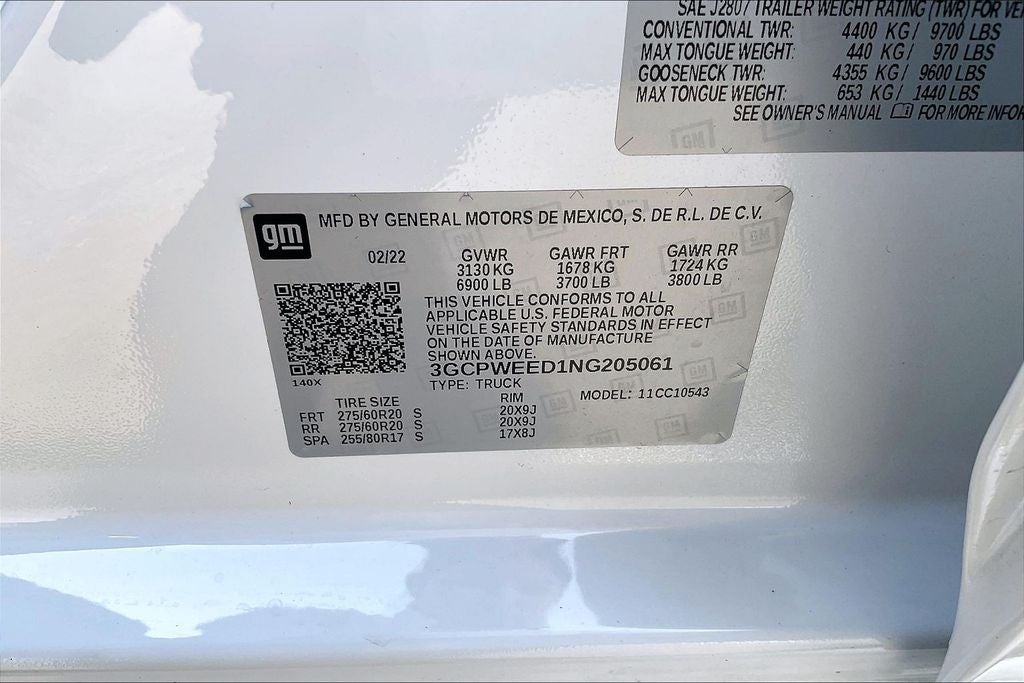 SAE J2807 TRAILER WEIGHT RATING (TWR) FOR
CONVENTIONAL TWR: 4400 KG/ 9700 LBS
MAX TONGUE WEIGHT: 440 KG/ 970 LBS
GOOSENECK TWR: 4355 KG/ 9600 LBS
MAX TONGUE WEIGHT: 653 KG/ 1440 LBS
SEE OWNER'S MANUAL FOR MORE INFOR
gm MFD BY GENERAL MOTORS DE MEXICO, S. DE R.L. DE C.V.
02/22 GVWR GAWR FRT GAWR RR
3130 KG 1678 KG 1724 KG
6900 LB 3700 LB 3800 LB
THIS VEHICLE CONFORMS TO ALL
APPLICABLE U.S. FEDERAL MOTOR
VEHICLE SAFETY STANDARDS IN EFFECT
ON THE DATE OF MANUFACTURE
SHOWN ABOVE.
3GCPWEED1NG205061
140X
TYPE: TRUCK MODEL: 11CC10543
TIRE SIZE RIM
FRT 275/60R20 S 20X9J
RR 275/60R20 S 20X9J
SPA 255/80R17 S 17X8J